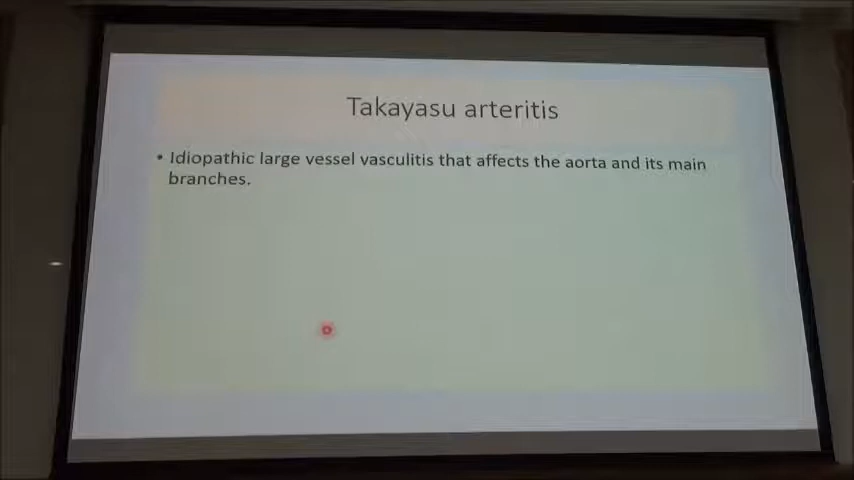 Takayasu arteritis
• Idiopathic large vessel vasculitis that affects the aorta and its main
branches.